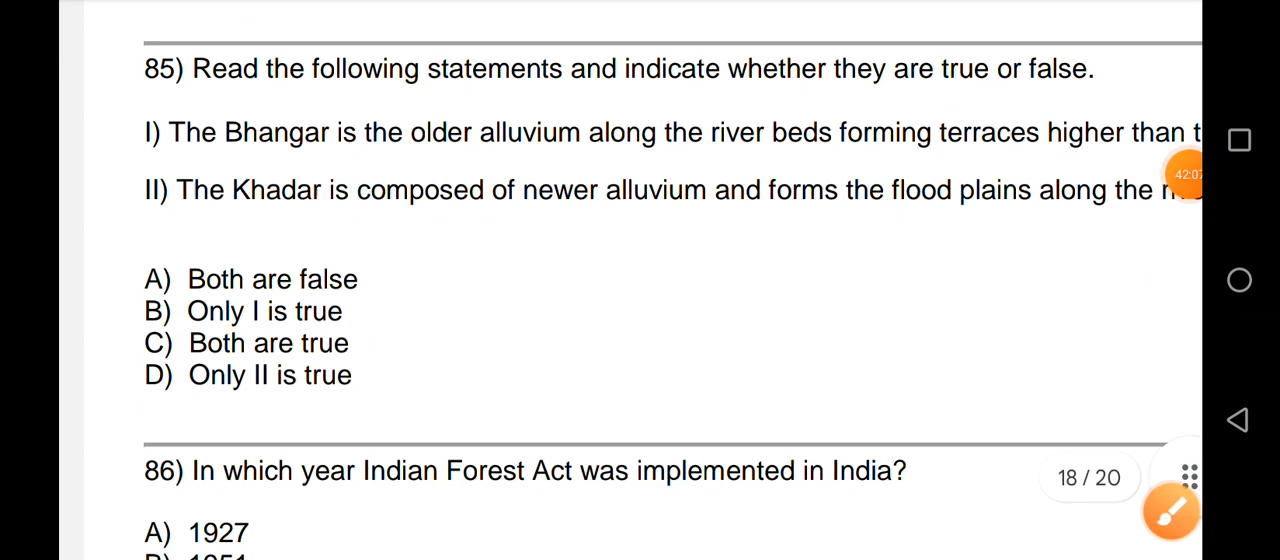 85) Read the following statements and indicate whether they are true or false.
I) The Bhangar is the older alluvium along the river beds forming terraces higher than
42:07
II) The Khadar is composed of newer alluvium and forms the flood plains along the
A) Both are false
B) Only I is true
C) Both are true
D) Only II is true
86) In which year Indian Forest Act was implemented in India?
18 / 20
A) 1927
B) 1951